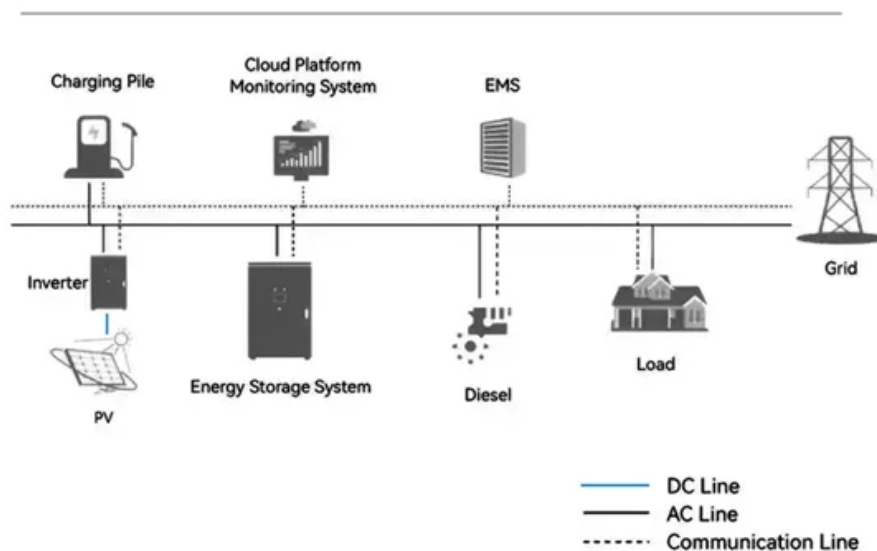 Charging Pile
Cloud Platform
Monitoring System
EMS
Grid
Inverter
PV
Energy Storage System
Diesel
Load
DC Line
AC Line
Communication Line